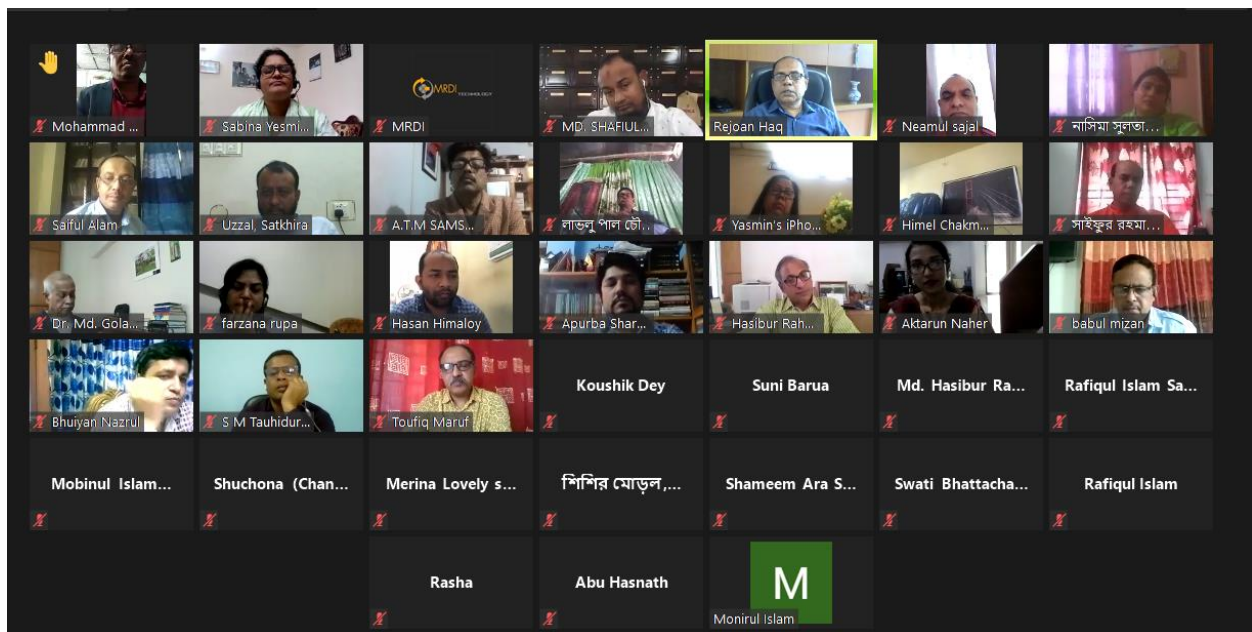 Mohammad ...
Sabina Yesmi...
MRDI
MRDI
MD. SHAFIUL...
Rejoan Haq
Neamul sajal
নাসিমা সুলতা...
Saiful Alam
Uzzal, Satkhira
A.T.M SAMS...
লাভলু পাল চৌ...
Yasmin's iPho...
Himel Chakm...
সাইফুর রহমা...
Dr. Md. Gola...
farzana rupa
Hasan Himaloy
Apurba Shar...
Hasibur Rah...
Aktarun Naher
babul mizan
Bhuiyan Nazrul
S M Tauhidur...
Toufiq Maruf
Koushik Dey
Suni Barua
Md. Hasibur Ra...
Rafiqul Islam Sa...
Mobinul Islam...
Shuchona (Chan...
Merina Lovely s...
শিশির মোড়ল,...
Shameem Ara S...
Swati Bhattacha...
Rafiqul Islam
Rasha
Abu Hasnath
M
Monirul Islam